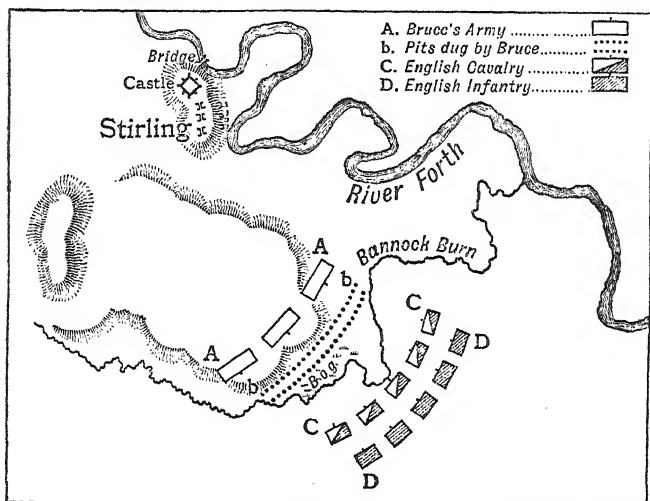 A. Bruce's Army ............
b. Pits dug by Bruce ......
C. English Cavalry .........
D. English Infantry .........
Bridge
Castle
Stirling
River Forth
A
Bannock Burn
b
C
D
A
Bog
b
C
D